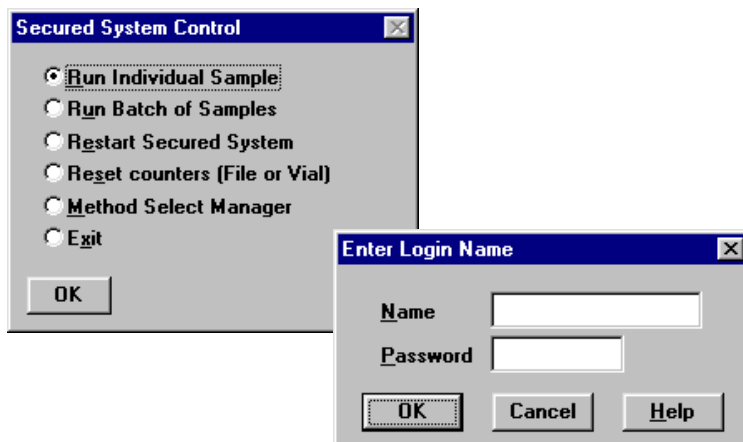 Secured System Control
Run Individual Sample
Run Batch of Samples
Restart Secured System
Reset counters (File or Vial)
Method Select Manager
Exit
OK
Enter Login Name
Name
Password
OK Cancel Help